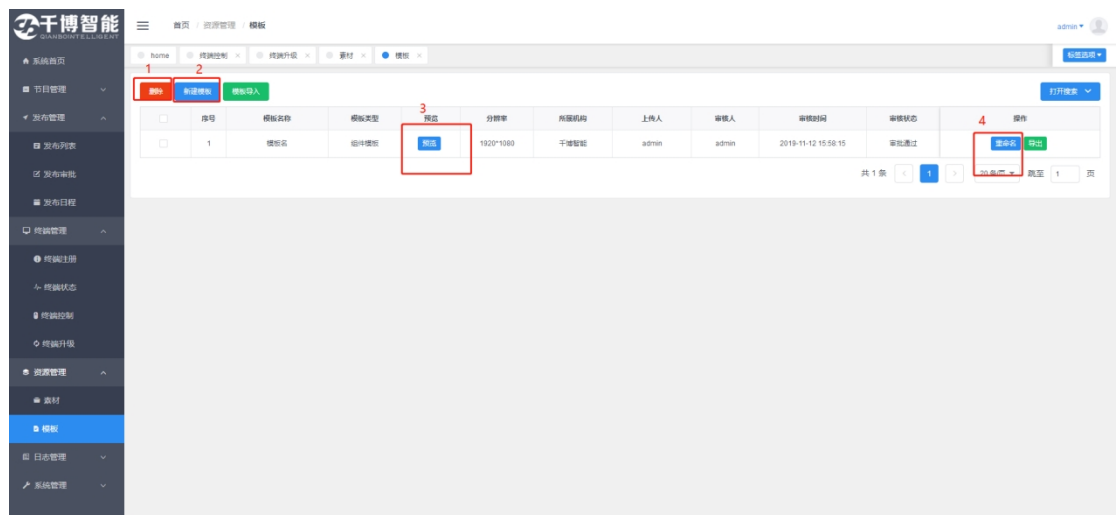 千博智能
QIANBOINTELLIGENT
首页 / 资源管理 / 模板
admin
系统首页
home
终端控制 ×
终端升级 ×
素材 ×
模板 ×
标签选项
1
2
节目管理
删除
新建模板
模板导入
打开搜索
发布管理
3
4
序号
模板名称
模板类型
预览
分辨率
所属机构
上传人
审核人
审核时间
审核状态
操作
发布列表
1
模板名
组件模板
预览
1920*1080
千博智能
admin
admin
2019-11-12 15:58:15
审批通过
重命名
导出
发布审批
共 1 条 < 1 > 20 条/页 跳至 1 页
发布日程
终端管理
终端注册
终端状态
终端控制
终端升级
资源管理
素材
模板
日志管理
系统管理